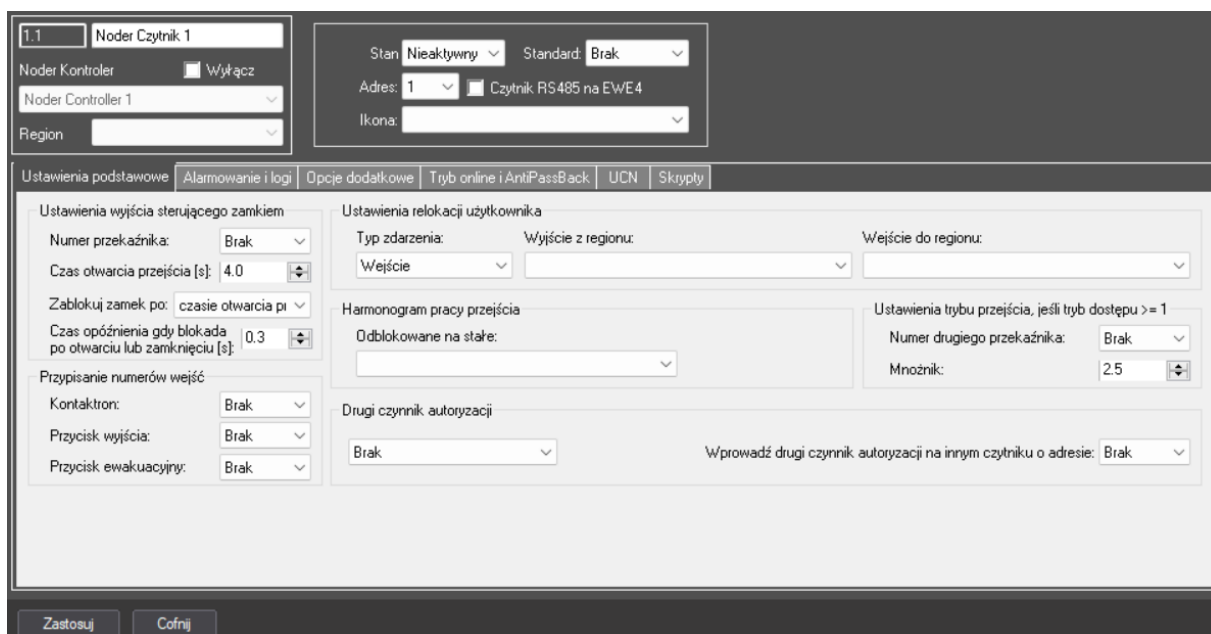 1.1 Noder Czytnik 1
Noder Kontroler Wyłącz
Noder Controller 1
Region
Stan Nieaktywny Standard: Brak
Adres: 1 Czytnik RS485 na EWE4
Ikona:
Ustawienia podstawowe Alarmowanie i logi Opcje dodatkowe Tryb online i AntiPassBack UCN Skrypty
Ustawienia wyjścia sterującego zamkiem
Numer przekaźnika: Brak
Czas otwarcia przejścia [s]: 4.0
Zablokuj zamek po: czasie otwarcia pr
Czas opóźnienia gdy blokada
po otwarciu lub zamknięciu [s]: 0.3
Przypisanie numerów wejść
Kontaktron: Brak
Przycisk wyjścia: Brak
Przycisk ewakuacyjny: Brak
Ustawienia relokacji użytkownika
Typ zdarzenia: Wyjście z regionu: Wejście do regionu:
Wejście
Harmonogram pracy przejścia
Odblokowane na stałe:
Ustawienia trybu przejścia, jeśli tryb dostępu >= 1
Numer drugiego przekaźnika: Brak
Mnożnik: 2.5
Drugi czynnik autoryzacji
Brak Wprowadź drugi czynnik autoryzacji na innym czytniku o adresie: Brak
Zastosuj Cofnij